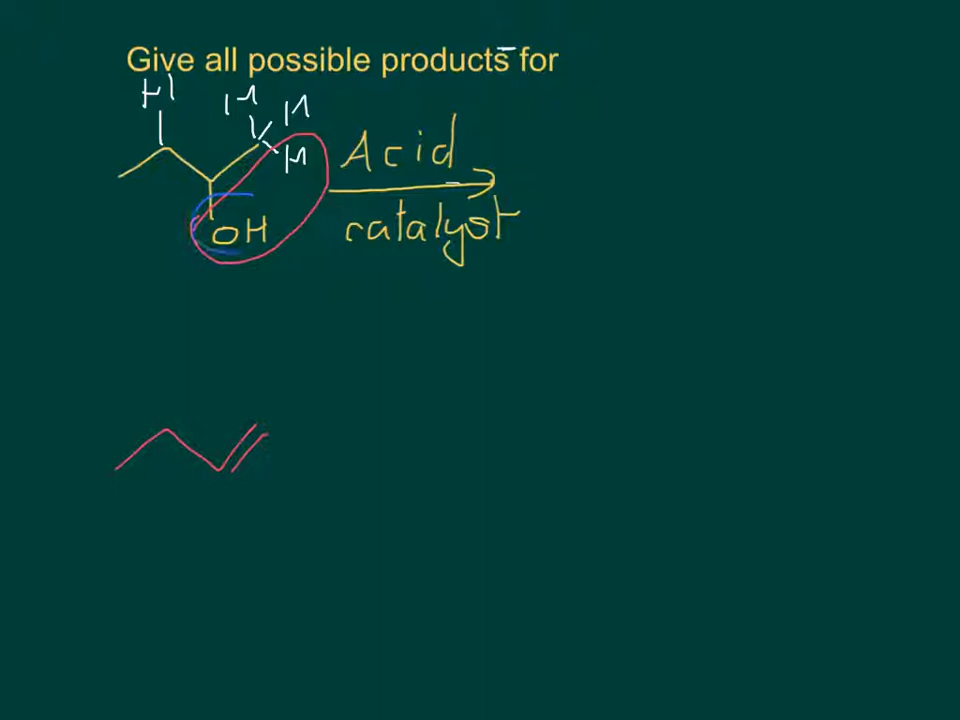 Give all possible products for
H
H
H
H
OH
Acid
catalyst